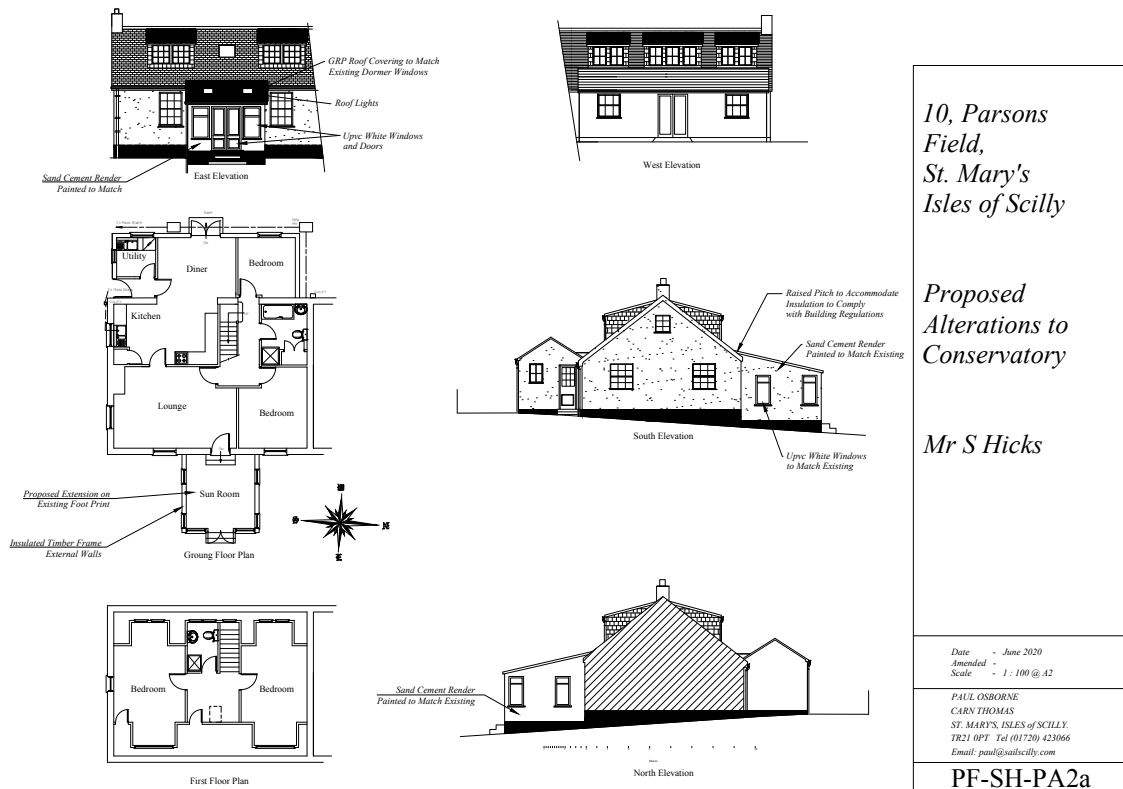 GRP Roof Covering to Match
Existing Dormer Windows
Roof Lights
Upvc White Windows
and Doors
Sand Cement Render
Painted to Match
East Elevation
West Elevation
Utility
Diner
Bedroom
Kitchen
Lounge
Bedroom
Sun Room
Proposed Extension on
Existing Foot Print
Insulated Timber Frame
External Walls
Groung Floor Plan
Raised Pitch to Accommodate
Insulation to Comply
with Building Regulations
Sand Cement Render
Painted to Match Existing
South Elevation
Upvc White Windows
to Match Existing
Bedroom
Bedroom
First Floor Plan
Sand Cement Render
Painted to Match Existing
North Elevation
10, Parsons
Field,
St. Mary's
Isles of Scilly
Proposed
Alterations to
Conservatory
Mr S Hicks
Date - June 2020
Amended -
Scale - 1 : 100 @ A2
PAUL OSBORNE
CARN THOMAS
ST. MARY'S, ISLES of SCILLY.
TR21 0PT Tel (01720) 423066
Email: paul@sailscilly.com
PF-SH-PA2a